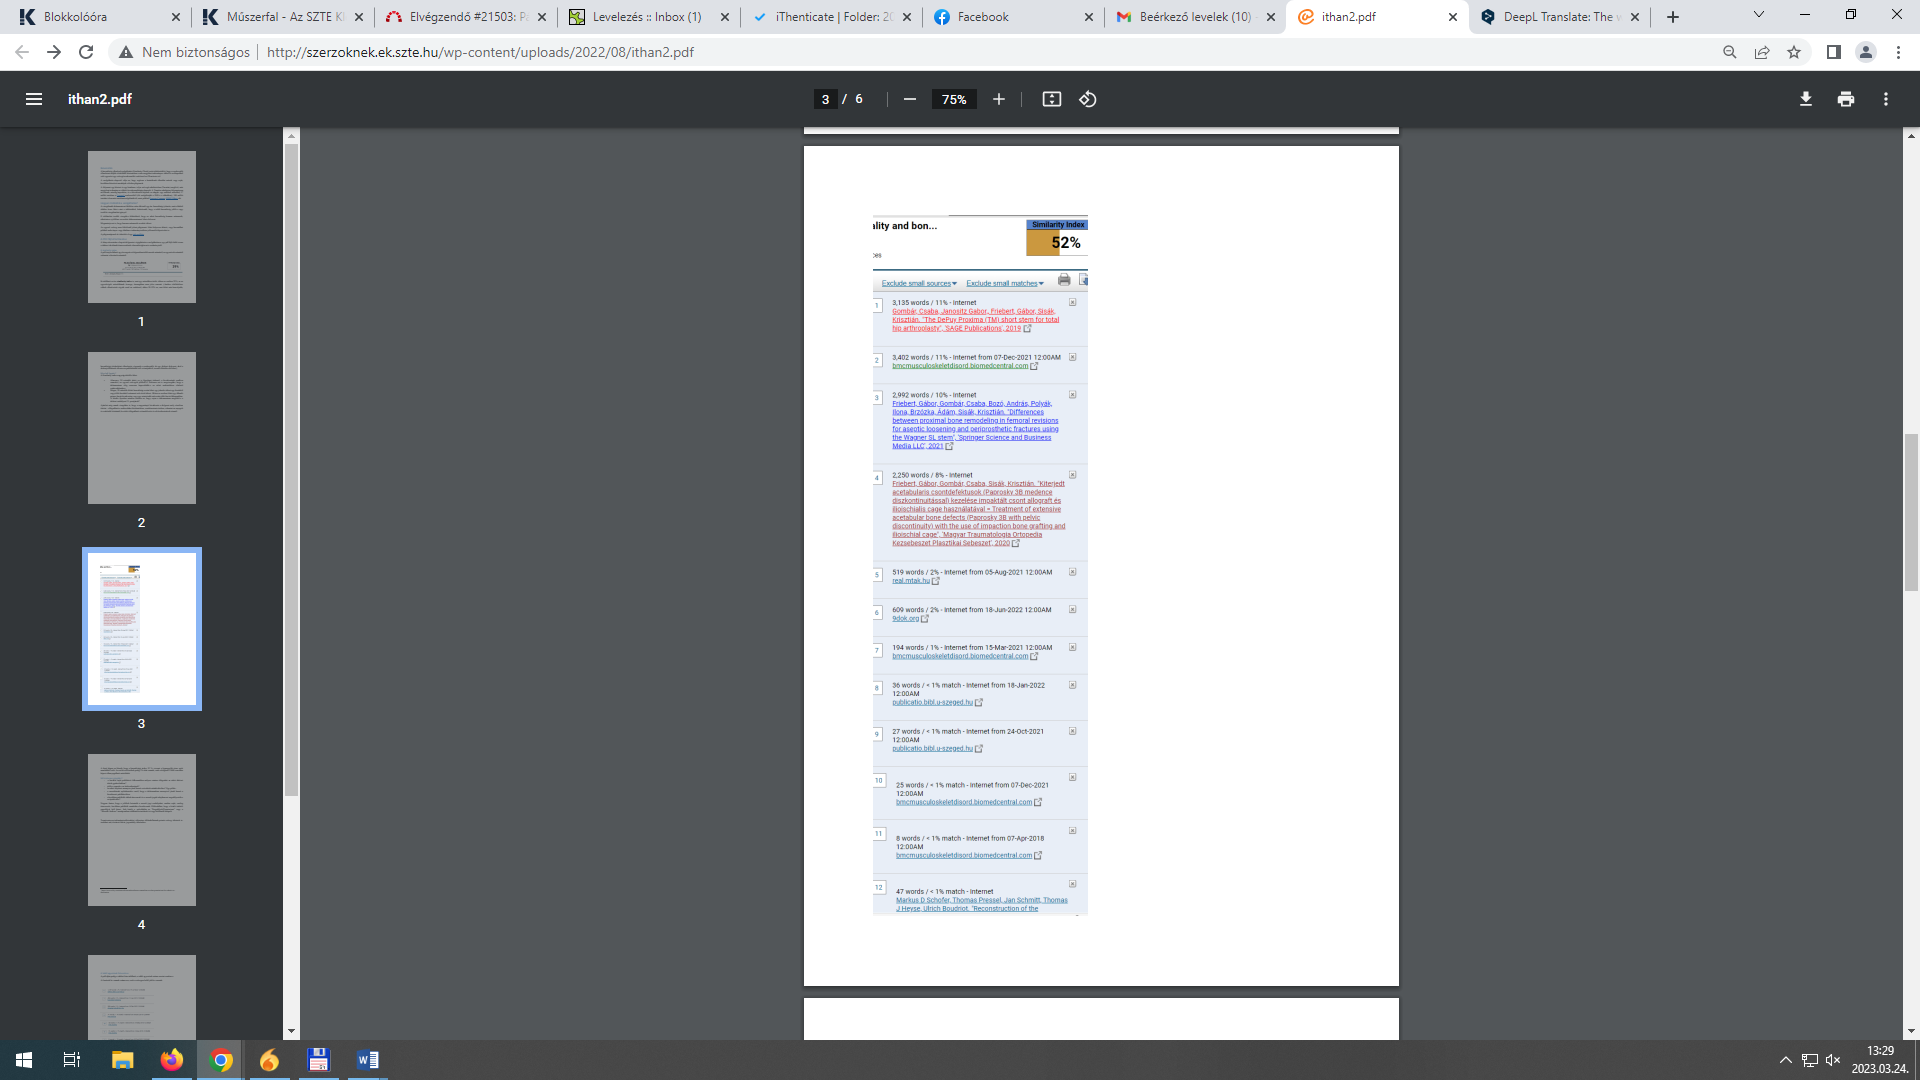 Blokkolóóra
Műszerfal - Az SZTE Kl
Elvégzendő #21503: P
Levelezés :: Inbox (1)
iThenticate | Folder: 20
Facebook
Beérkező levelek (10)
ithan2.pdf
DeepL Translate: The w
Nem biztonságos
http://szerzoknek.ek.szte.hu/wp-content/uploads/2022/08/ithan2.pdf
ithan2.pdf
3 / 6
75%
1
2
3
4
ality and bon...
Similarity Index
52%
ces
Exclude small sources
Exclude small matches
1
3,135 words / 11% - Internet
Gombár, Csaba, Janositz Gabor,, Friebert, Gábor, Sisák,
Krisztián. "The DePuy Proxima (TM) short stem for total
hip arthroplasty", 'SAGE Publications', 2019
2
3,402 words / 11% - Internet from 07-Dec-2021 12:00AM
bmcmusculoskeletdisord.biomedcentral.com
3
2,992 words / 10% - Internet
Friebert, Gábor, Gombár, Csaba, Bozó, András, Polyák,
Ilona, Brzózka, Ádám, Sisák, Krisztián. "Differences
between proximal bone remodeling in femoral revisions
for aseptic loosening and periprosthetic fractures using
the Wagner SL stem", 'Springer Science and Business
Media LLC', 2021
4
2,250 words / 8% - Internet
Friebert, Gábor, Gombár, Csaba, Sisák, Krisztián. "Kiterjedt
acetabularis csontdefektusok (Paprosky 3B medence
diszkontinuitással) kezelése impaktált csont allograft és
ilioischialis cage használatával = Treatment of extensive
acetabular bone defects (Paprosky 3B with pelvic
discontinuity) with the use of impaction bone grafting and
ilioischial cage", 'Magyar Traumatologia Ortopedia
Kezsebeszet Plasztikai Sebeszet', 2020
5
519 words / 2% - Internet from 05-Aug-2021 12:00AM
real.mtak.hu
6
609 words / 2% - Internet from 18-Jun-2022 12:00AM
9dok.org
7
194 words / 1% - Internet from 15-Mar-2021 12:00AM
bmcmusculoskeletdisord.biomedcentral.com
8
36 words / < 1% match - Internet from 18-Jan-2022
12:00AM
publicatio.bibl.u-szeged.hu
9
27 words / < 1% match - Internet from 24-Oct-2021
12:00AM
publicatio.bibl.u-szeged.hu
10
25 words / < 1% match - Internet from 07-Dec-2021
12:00AM
bmcmusculoskeletdisord.biomedcentral.com
11
8 words / < 1% match - Internet from 07-Apr-2018
12:00AM
bmcmusculoskeletdisord.biomedcentral.com
12
47 words / < 1% match - Internet
Markus D Schofer, Thomas Pressel, Jan Schmitt, Thomas
J Heyse, Ulrich Boudriot. "Reconstruction of the
13:29
2023.03.24.